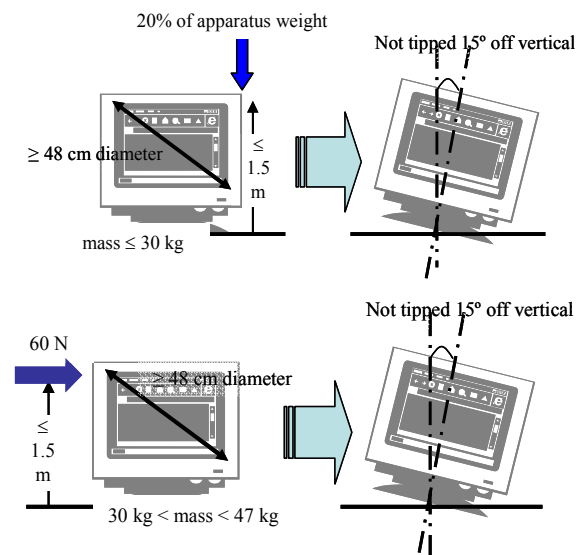 20% of apparatus weight
Not tipped 15º off vertical
≥ 48 cm diameter
≤
1.5
m
mass ≤ 30 kg
Not tipped 15º off vertical
60 N
> 48 cm diameter
≤
1.5
m
30 kg < mass < 47 kg